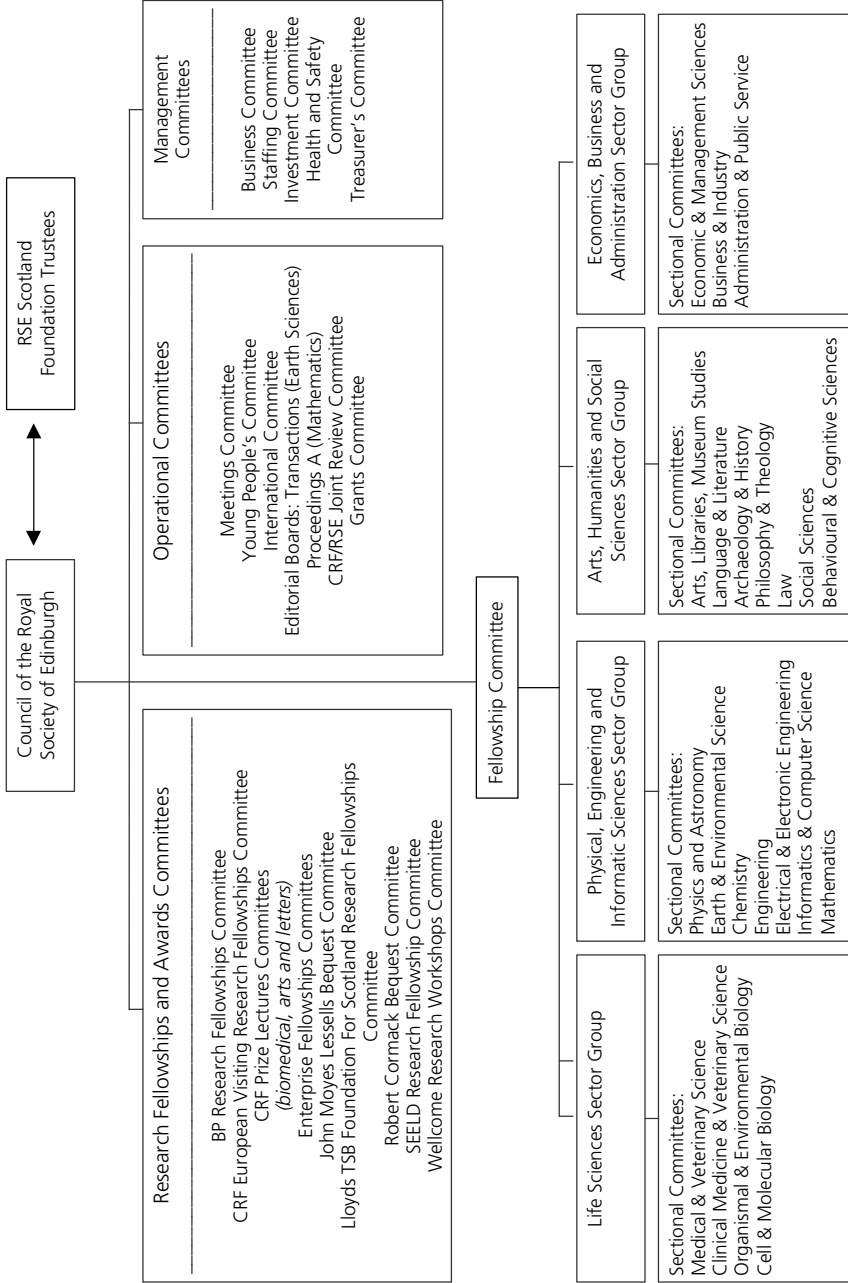 Council of the Royal
Society of Edinburgh
RSE Scotland
Foundation Trustees
Research Fellowships and Awards Committees
BP Research Fellowships Committee
CRF European Visiting Research Fellowships Committee
CRF Prize Lectures Committees
(biomedical, arts and letters)
Enterprise Fellowships Committees
John Moyes Lessells Bequest Committee
Lloyds TSB Foundation For Scotland Research Fellowships
Committee
Robert Cormack Bequest Committee
SEELD Research Fellowship Committee
Wellcome Research Workshops Committee
Operational Committees
Meetings Committee
Young People's Committee
International Committee
Editorial Boards: Transactions (Earth Sciences)
Proceedings A (Mathematics)
CRF/RSE Joint Review Committee
Grants Committee
Management
Committees
Business Committee
Staffing Committee
Investment Committee
Health and Safety
Committee
Treasurer's Committee
Fellowship Committee
Life Sciences Sector Group
Sectional Committees:
Medical & Veterinary Science
Clinical Medicine & Veterinary Science
Organismal & Environmental Biology
Cell & Molecular Biology
Physical, Engineering and
Informatic Sciences Sector Group
Sectional Committees:
Physics and Astronomy
Earth & Environmental Science
Chemistry
Engineering
Electrical & Electronic Engineering
Informatics & Computer Science
Mathematics
Arts, Humanities and Social
Sciences Sector Group
Sectional Committees:
Arts, Libraries, Museum Studies
Language & Literature
Archaeology & History
Philosophy & Theology
Law
Social Sciences
Behavioural & Cognitive Sciences
Economics, Business and
Administration Sector Group
Sectional Committees:
Economic & Management Sciences
Business & Industry
Administration & Public Service